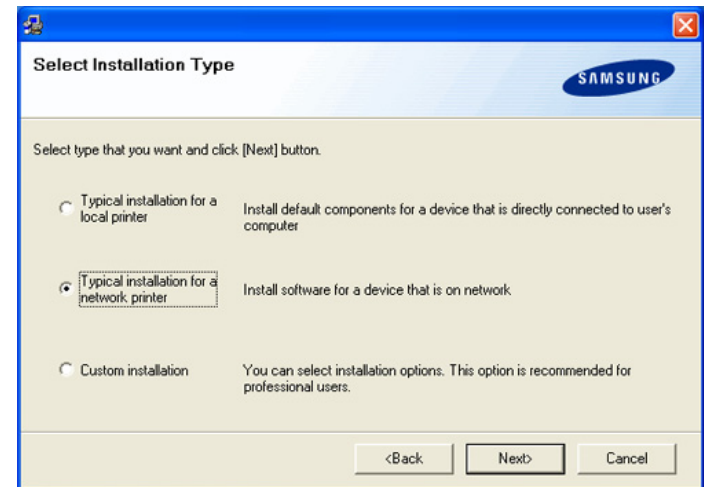 Select Installation Type
SAMSUNG
Select type that you want and click [Next] button.
Typical installation for a
local printer
Install default components for a device that is directly connected to user's
computer
Typical installation for a
network printer
Install software for a device that is on network
Custom installation
You can select installation options. This option is recommended for
professional users.
<Back
Next>
Cancel